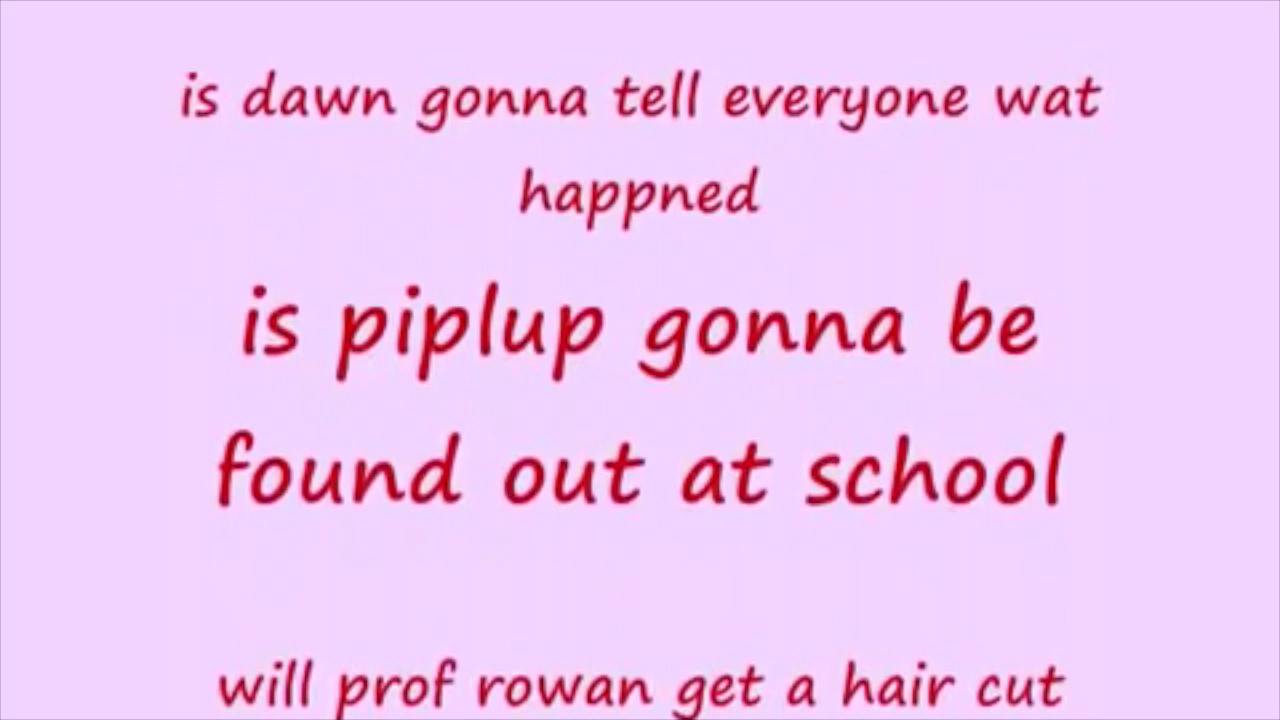 is dawn gonna tell everyone wat
happned
is piplup gonna be
found out at school
will prof rowan get a hair cut